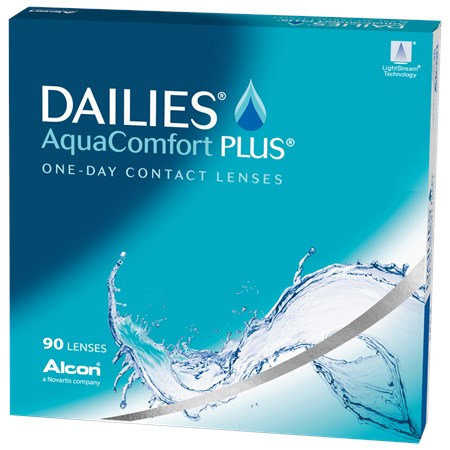 LightStream®
Technology
DAILIES®
AquaComfort PLUS®
ONE-DAY CONTACT LENSES
90 LENSES
Alcon
a Novartis company